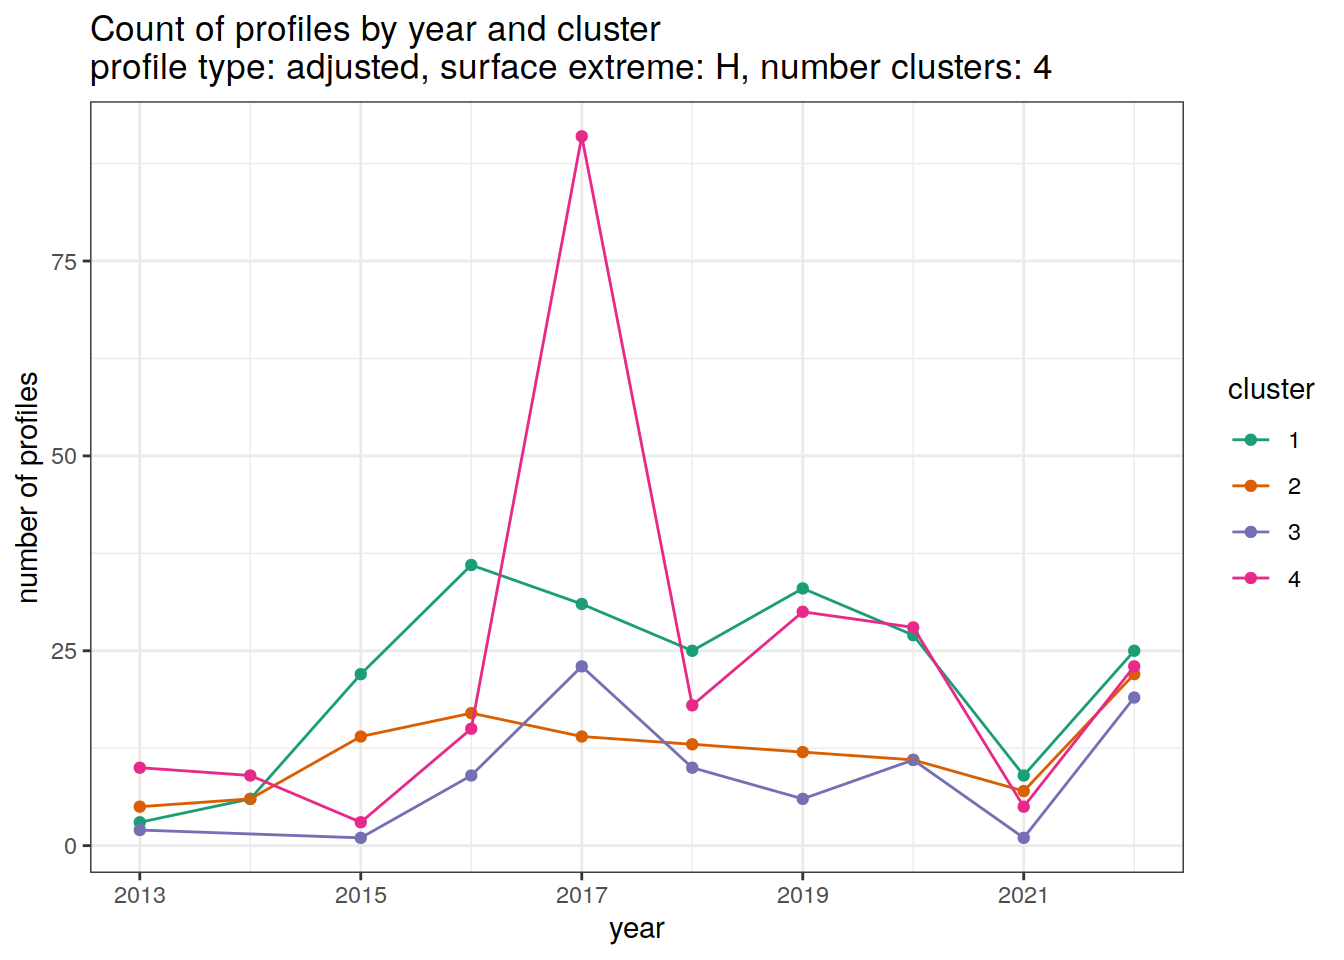 Count of profiles by year and cluster
profile type: adjusted, surface extreme: H, number clusters: 4
number of profiles
75
50
25
0
2013
2015
2017
2019
2021
year
cluster
1
2
3
4